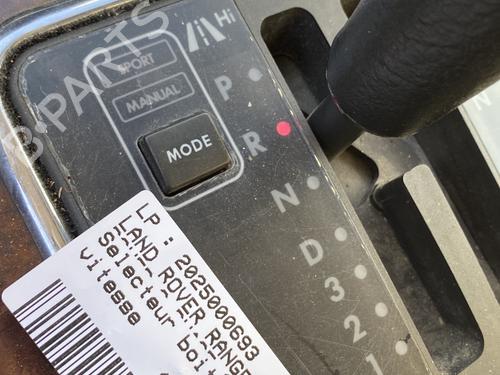 B-PARTS
Hi
SPORT
MANUAL
MODE
P
R
N
D
3
2
1
N
LP : 2025000693
LAND ROVER,RANGE
Selecteur boit
vitesse